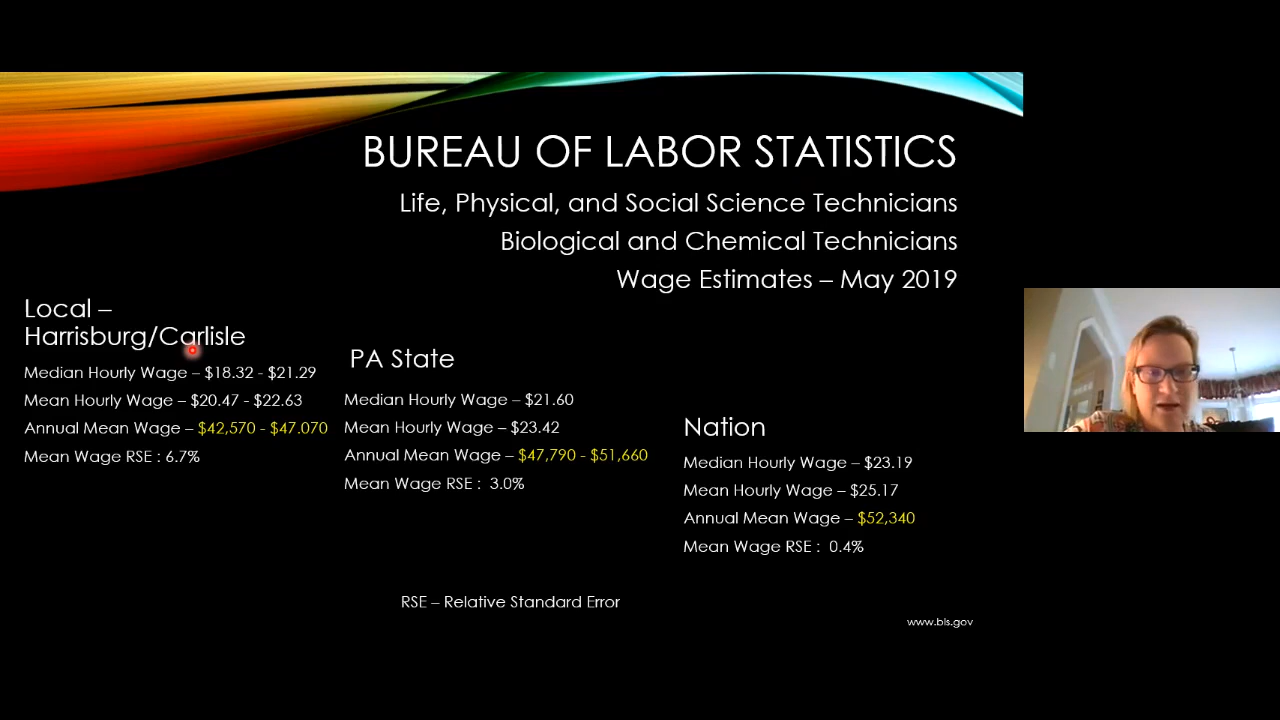 BUREAU OF LABOR STATISTICS
Life, Physical, and Social Science Technicians
Biological and Chemical Technicians
Wage Estimates – May 2019
Local –
Harrisburg/Carlisle
Median Hourly Wage – $18.32 - $21.29
Mean Hourly Wage – $20.47 - $22.63
Annual Mean Wage – $42,570 - $47.070
Mean Wage RSE : 6.7%
PA State
Median Hourly Wage – $21.60
Mean Hourly Wage – $23.42
Annual Mean Wage – $47,790 - $51,660
Mean Wage RSE : 3.0%
Nation
Median Hourly Wage – $23.19
Mean Hourly Wage – $25.17
Annual Mean Wage – $52,340
Mean Wage RSE : 0.4%
RSE – Relative Standard Error
www.bls.gov